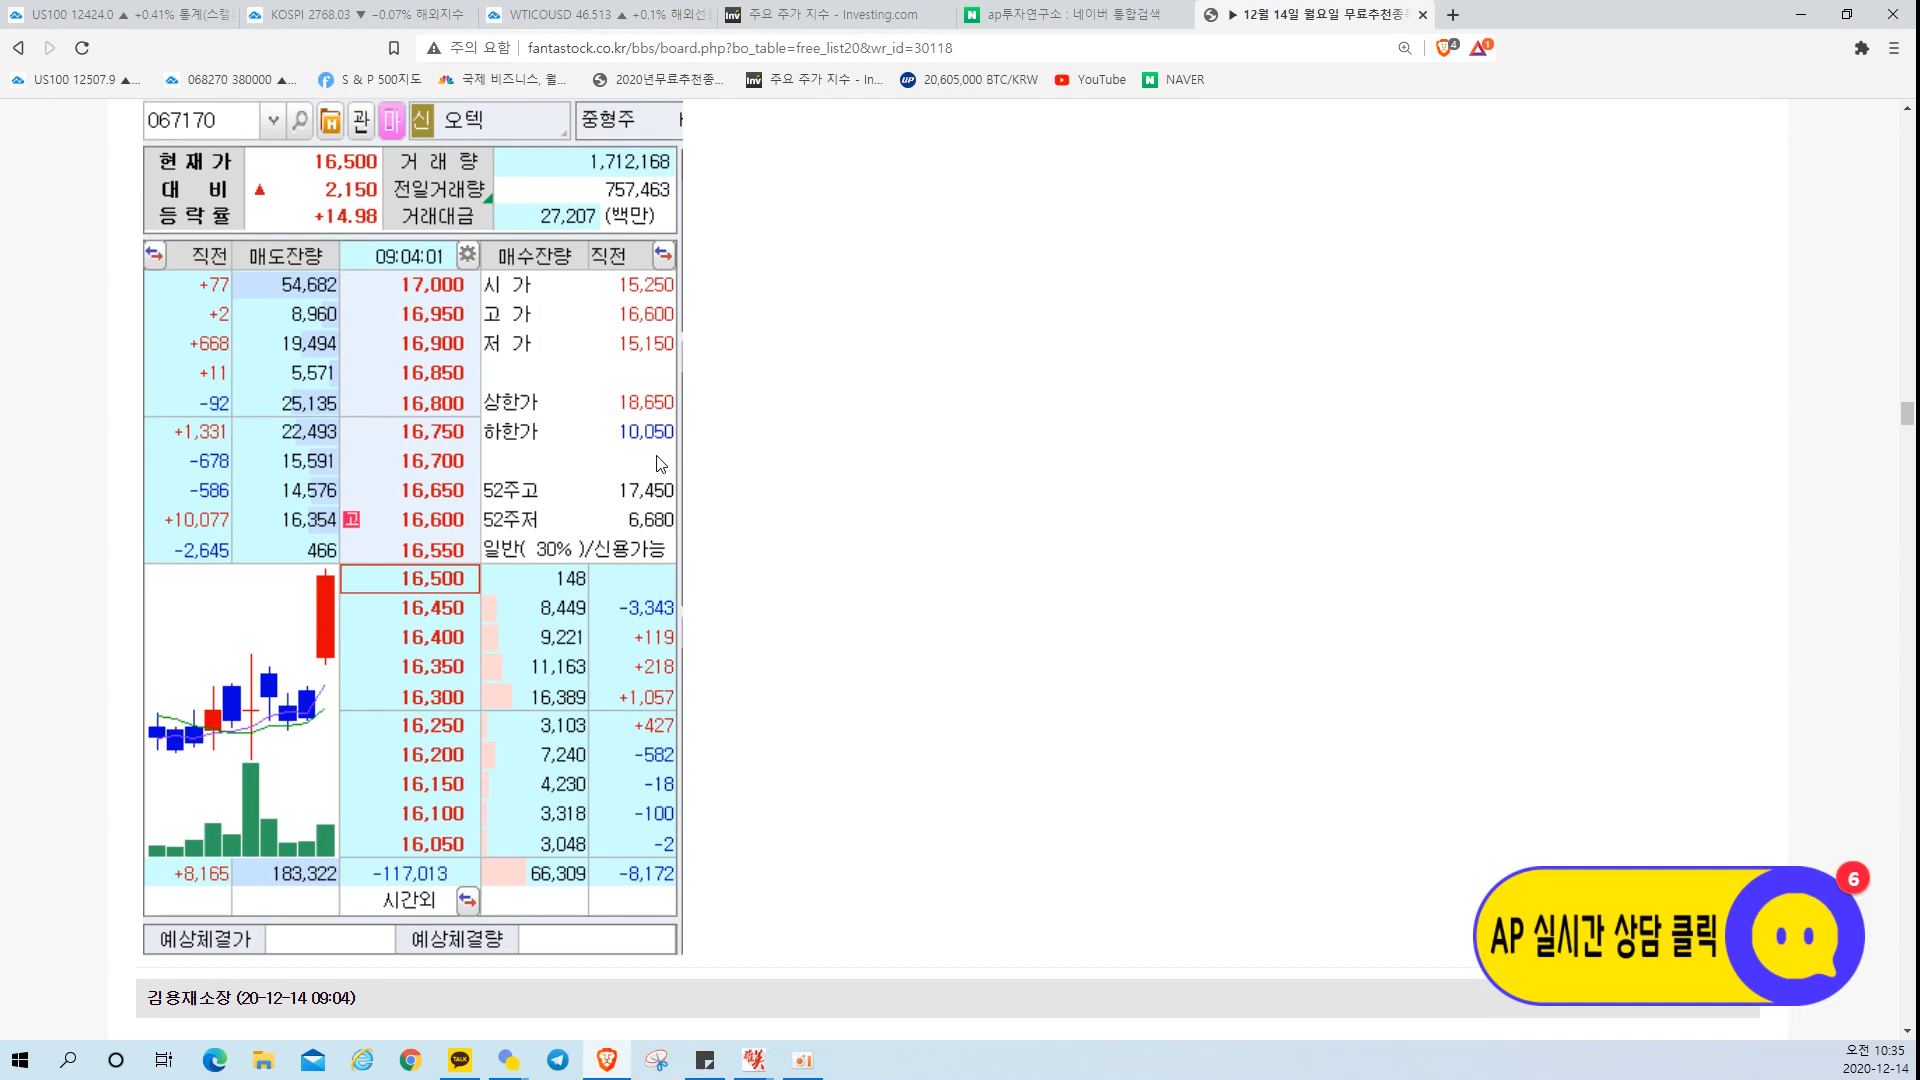 US100 12424.0 ▲ +0.41% 통계(스캘
KOSPI 2768.03 ▼ −0.07% 해외지수
WTICOUSD 46.513 ▲ +0.1% 해외선
주요 주가 지수 - Investing.com
ap투자연구소 : 네이버 통합검색
▶ 12월 14일 월요일 무료추천종목
주의 요함 fantastock.co.kr/bbs/board.php?bo_table=free_list20&wr_id=30118
4 1
US100 12507.9 ▲...
068270 380000 ▲...
S & P 500지도
국제 비즈니스, 월...
2020년무료추천종...
주요 주가 지수 - In...
20,605,000 BTC/KRW
YouTube
NAVER
067170 관 마 신 오텍 중형주
현재가 16,500 거래량 1,712,168
대비 ▲ 2,150 전일거래량 757,463
등락률 +14.98 거래대금 27,207 (백만)
직전 매도잔량 09:04:01 매수잔량 직전
+77 54,682 17,000 시가 15,250
+2 8,960 16,950 고가 16,600
+668 19,494 16,900 저가 15,150
+11 5,571 16,850
-92 25,135 16,800 상한가 18,650
+1,331 22,493 16,750 하한가 10,050
-678 15,591 16,700
-586 14,576 16,650 52주고 17,450
+10,077 16,354 고 16,600 52주저 6,680
-2,645 466 16,550 일반( 30% )/신용가능
16,500 148
16,450 8,449 -3,343
16,400 9,221 +119
16,350 11,163 +218
16,300 16,389 +1,057
16,250 3,103 +427
16,200 7,240 -582
16,150 4,230 -18
16,100 3,318 -100
16,050 3,048 -2
+8,165 183,322 -117,013 66,309 -8,172
시간외
예상체결가 예상체결량
김용재소장 (20-12-14 09:04)
AP 실시간 상담 클릭
6
오전 10:35
2020-12-14